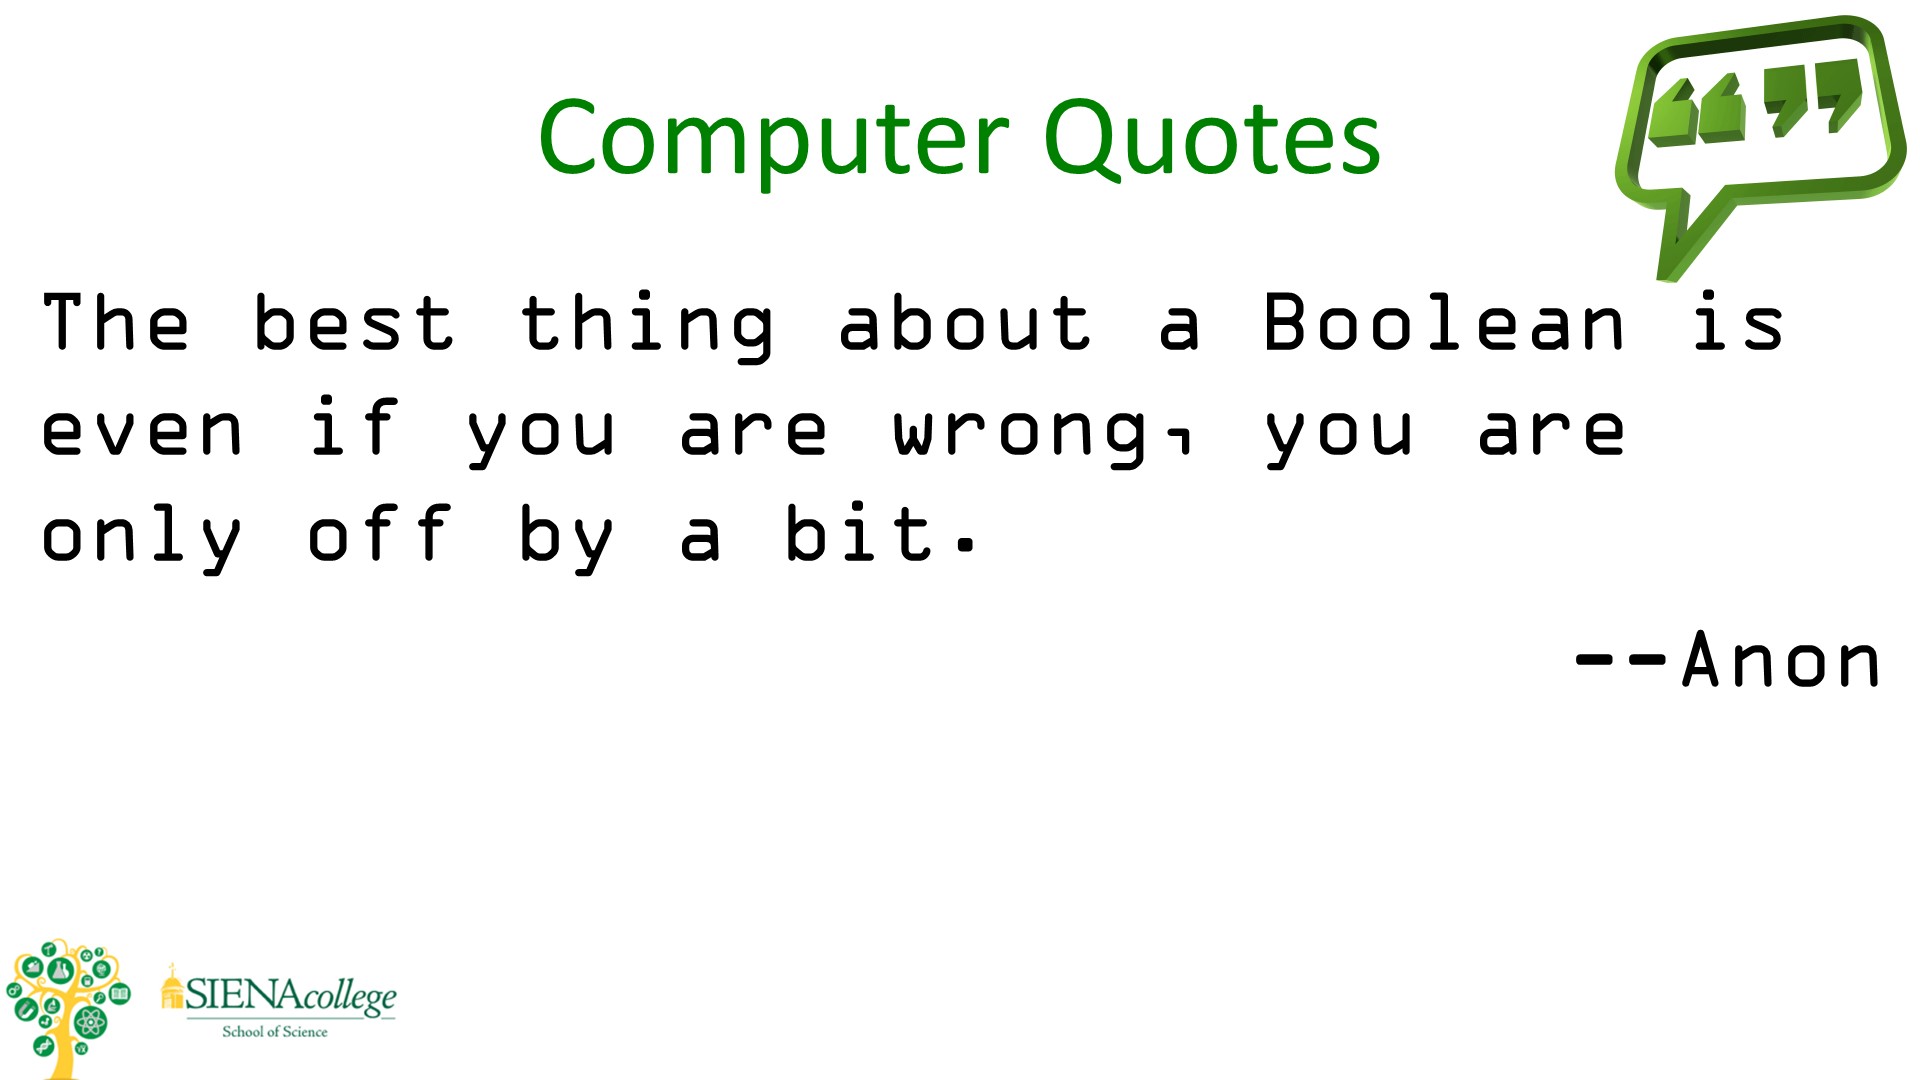 Computer Quotes
The best thing about a Boolean is
even if you are wrong, you are
only off by a bit.
--Anon
SIENAcollege
School of Science